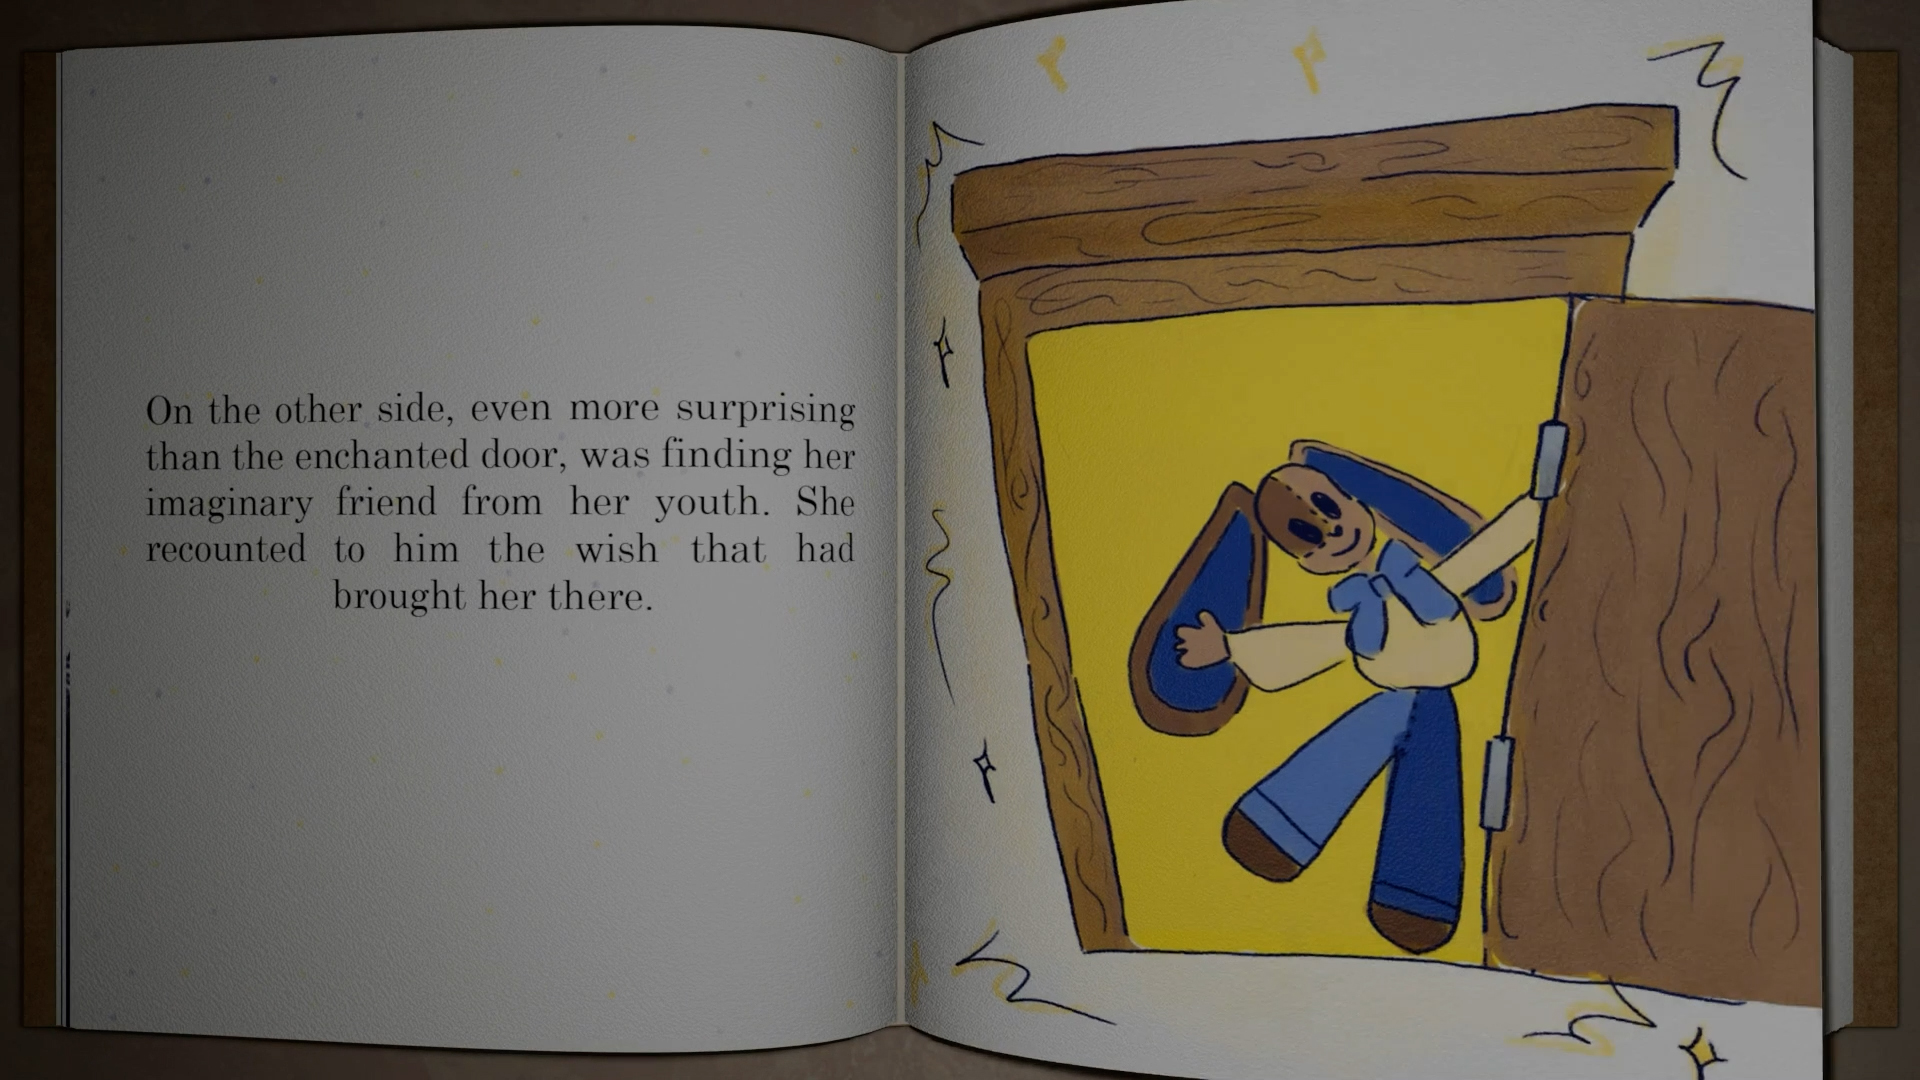 On the other side, even more surprising
than the enchanted door, was finding her
imaginary friend from her youth. She
recounted to him the wish that had
brought her there.